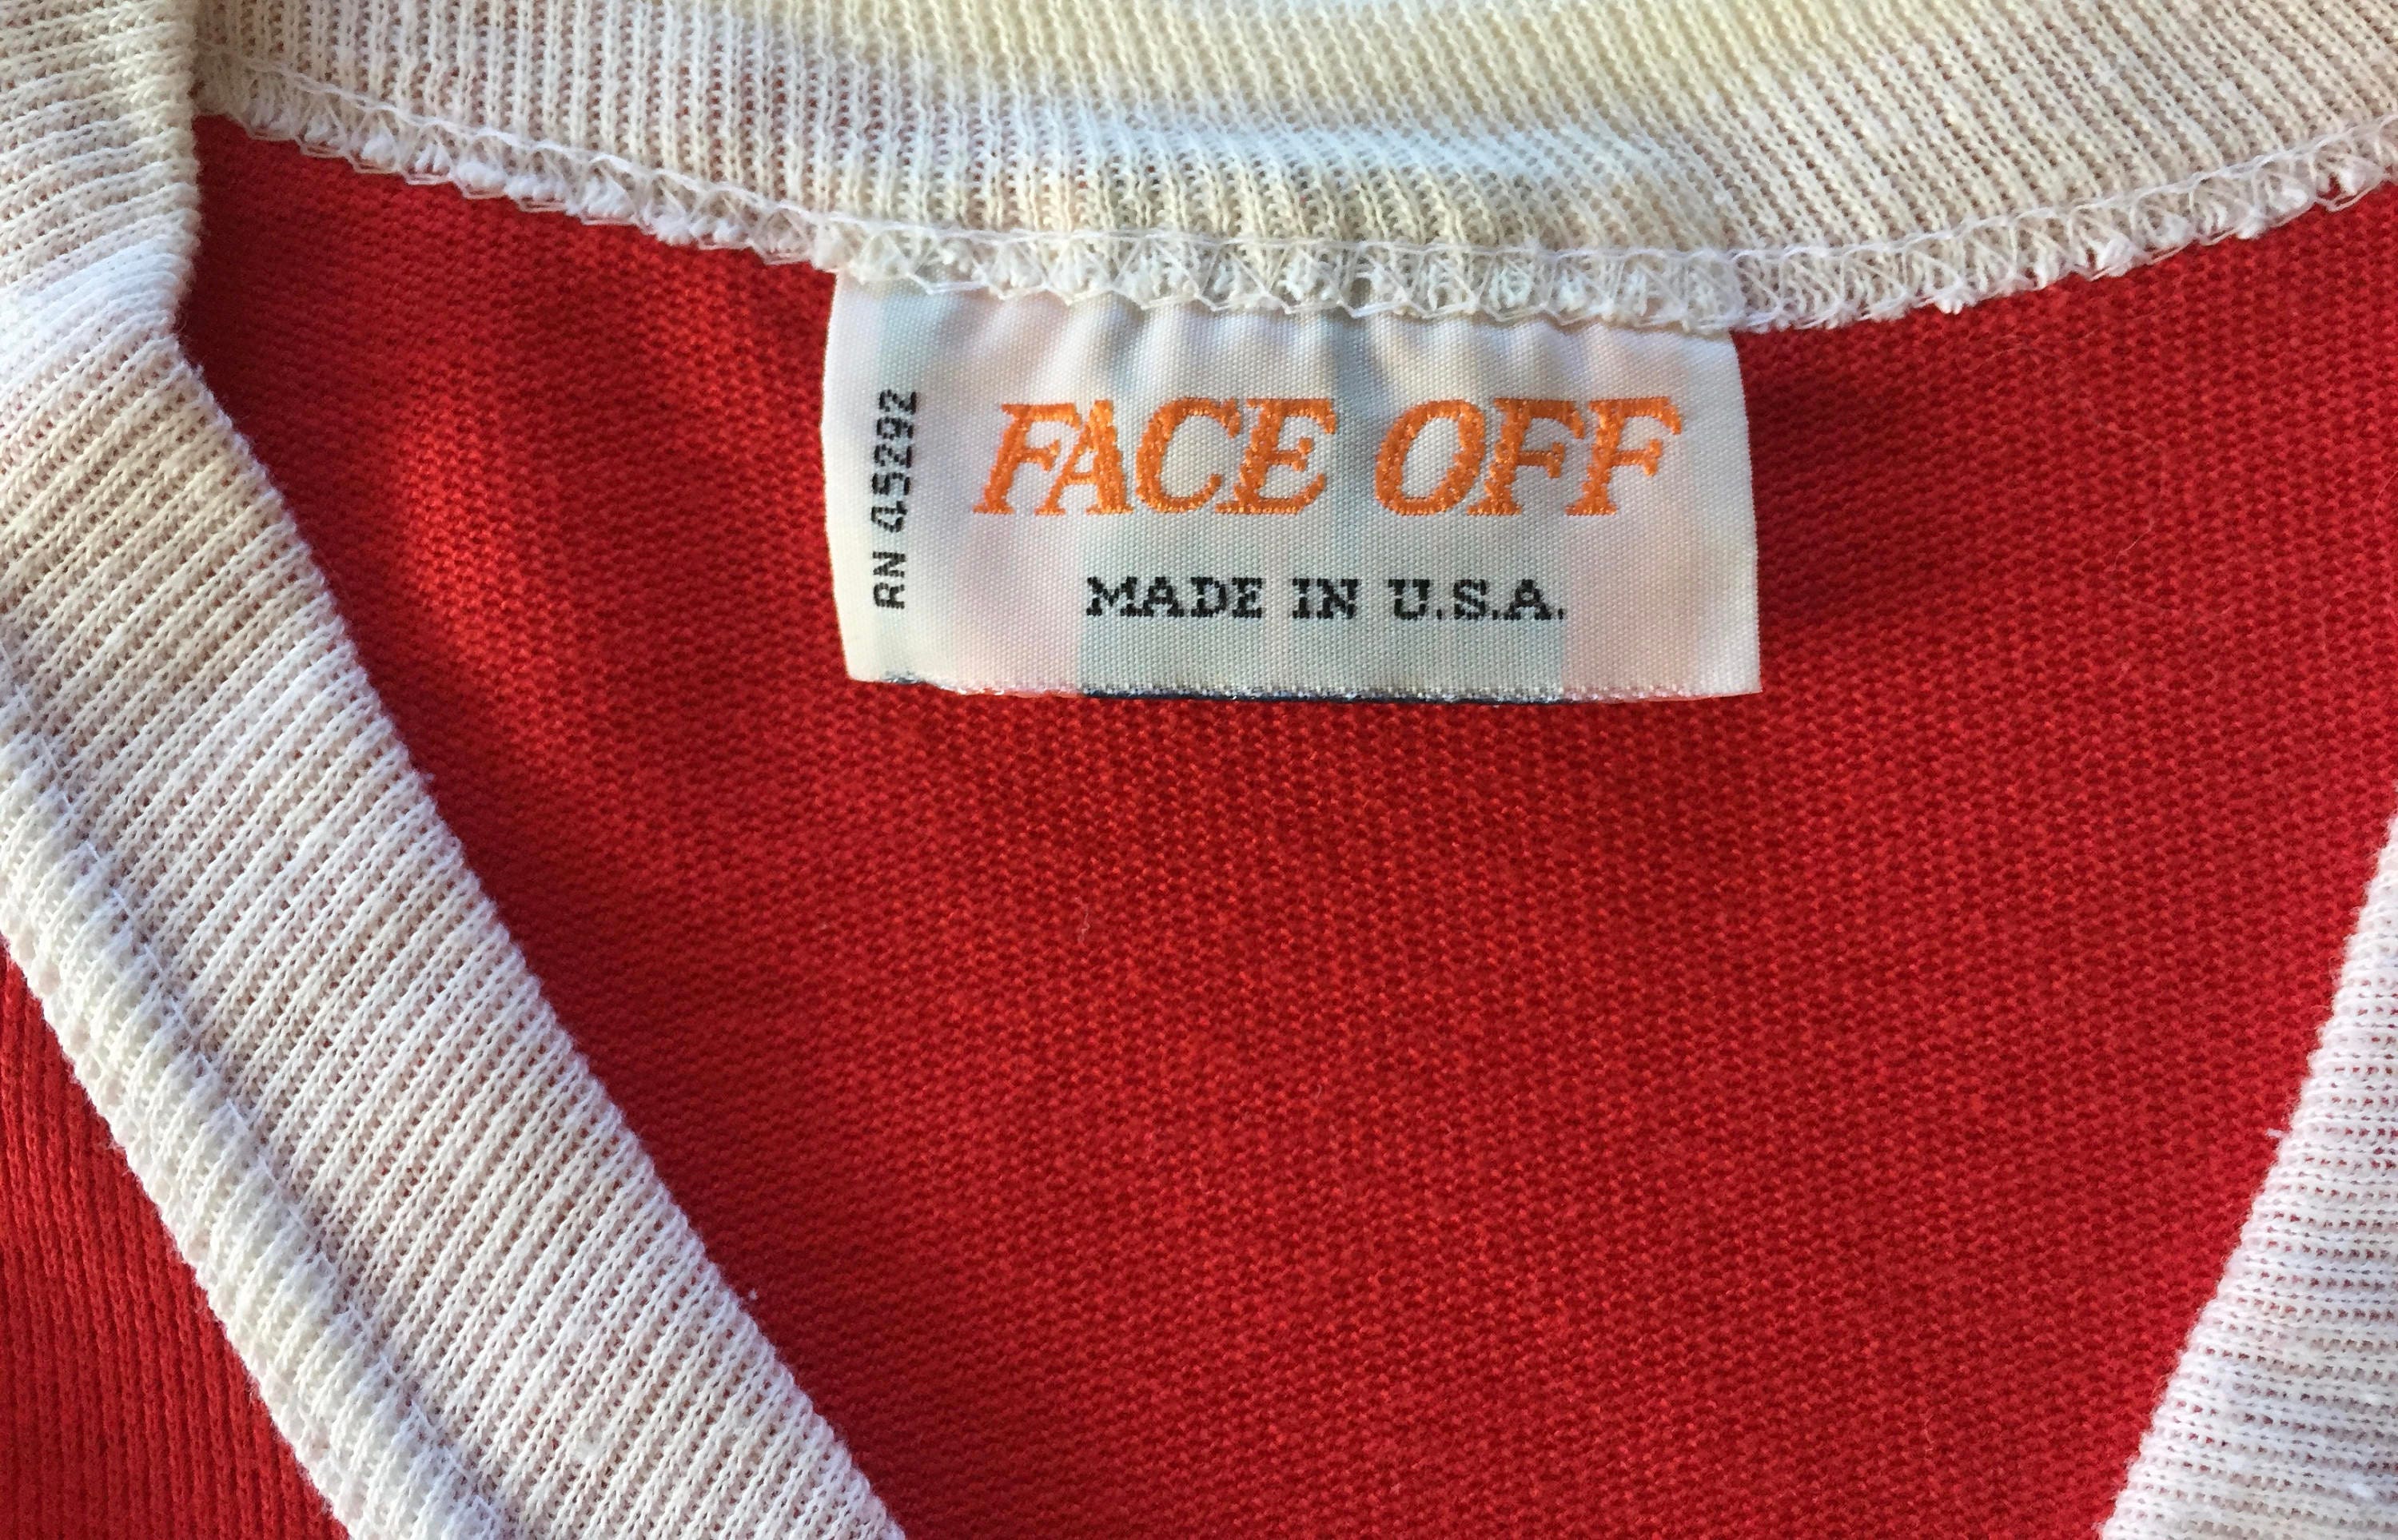 RN 45292
FACE OFF
MADE IN U.S.A.